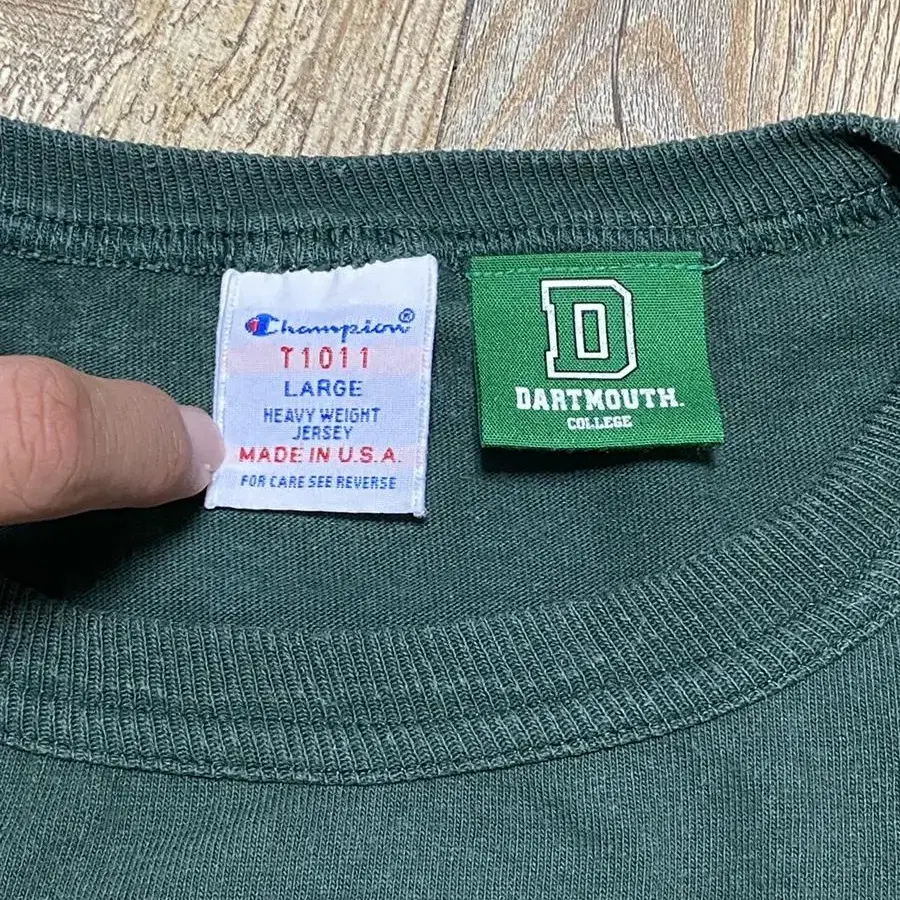 Champion®
T1011
LARGE
HEAVY WEIGHT
JERSEY
MADE IN U.S.A.
FOR CARE SEE REVERSE
D
DARTMOUTH.
COLLEGE